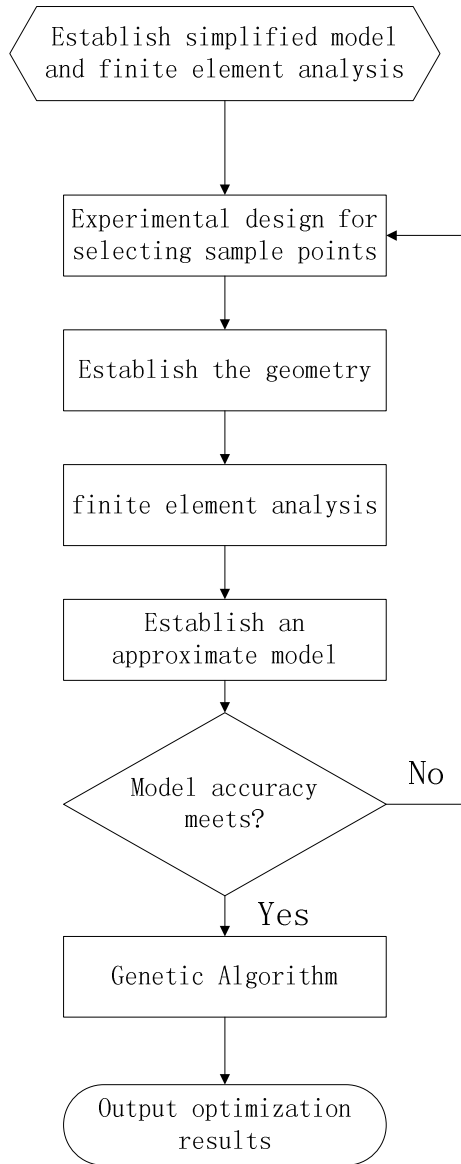 Establish simplified model
and finite element analysis
Experimental design for
selecting sample points
Establish the geometry
finite element analysis
Establish an
approximate model
Model accuracy
meets?
No
Yes
Genetic Algorithm
Output optimization
results